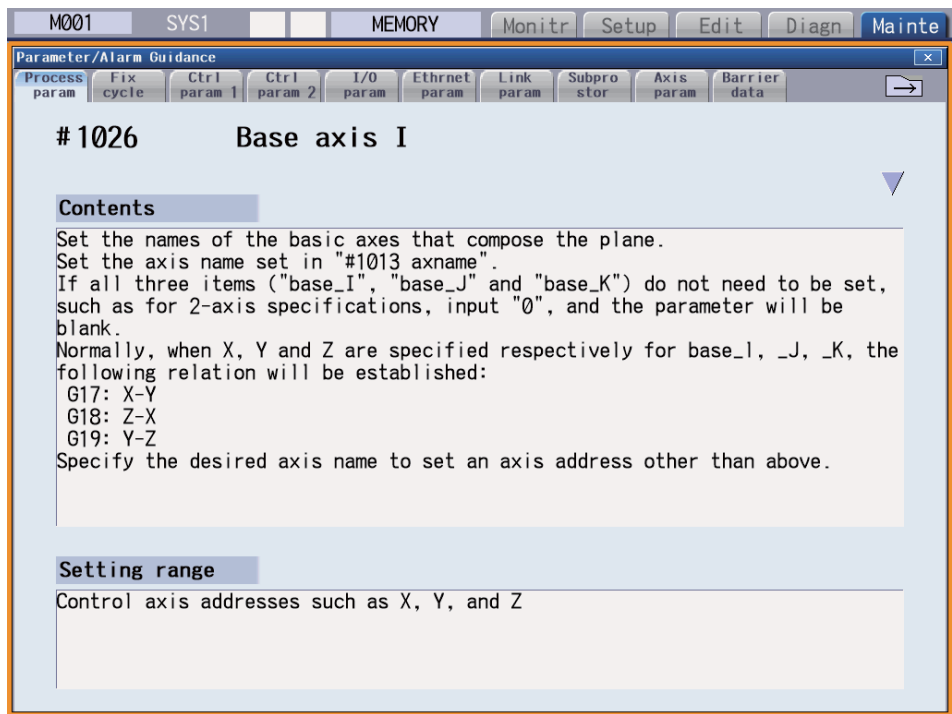 M001 SYS1 MEMORY Monitr Setup Edit Diagn Mainte
Parameter/Alarm Guidance
Process param Fix cycle Ctrl param 1 Ctrl param 2 I/O param Ethrnet param Link param Subpro stor Axis param Barrier data
#1026 Base axis I
Contents
Set the names of the basic axes that compose the plane.
Set the axis name set in "#1013 axname".
If all three items ("base_I", "base_J" and "base_K") do not need to be set,
such as for 2-axis specifications, input "0", and the parameter will be
blank.
Normally, when X, Y and Z are specified respectively for base_l, _J, _K, the
following relation will be established:
G17: X-Y
G18: Z-X
G19: Y-Z
Specify the desired axis name to set an axis address other than above.
Setting range
Control axis addresses such as X, Y, and Z